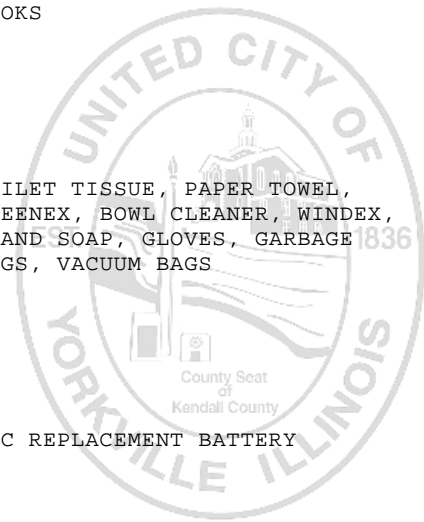 OKS
UNITED CITY OF
ILET TISSUE, PAPER TOWEL,
EENEX, BOWL CLEANER, WINDEX,
AND SOAP, GLOVES, GARBAGE
EST. 1836
GS, VACUUM BAGS
County Seat
of
Kendall County
C REPLACEMENT BATTERY
YORKVILLE ILLINOIS